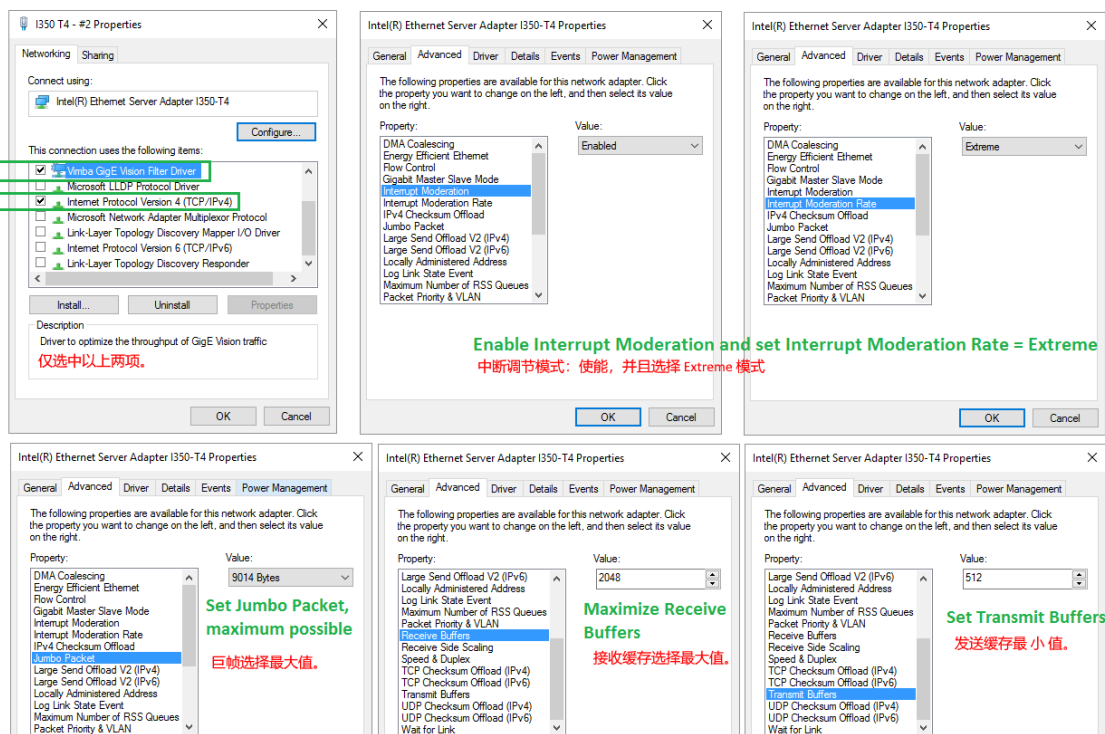 I350 T4 - #2 Properties
Networking
Sharing
Connect using:
Intel(R) Ethernet Server Adapter I350-T4
Configure...
This connection uses the following items:
Vimba GigE Vision Filter Driver
Microsoft LLDP Protocol Driver
Internet Protocol Version 4 (TCP/IPv4)
Microsoft Network Adapter Multiplexor Protocol
Link-Layer Topology Discovery Mapper I/O Driver
Internet Protocol Version 6 (TCP/IPv6)
Link-Layer Topology Discovery Responder
Install...
Uninstall
Properties
Description
Driver to optimize the throughput of GigE Vision traffic
仅选中以上两项。
OK
Cancel
Intel(R) Ethernet Server Adapter I350-T4 Properties
General
Advanced
Driver
Details
Events
Power Management
The following properties are available for this network adapter. Click
the property you want to change on the left, and then select its value
on the right.
Property:
Value:
DMA Coalescing
Energy Efficient Ethernet
Flow Control
Gigabit Master Slave Mode
Interrupt Moderation
Interrupt Moderation Rate
IPv4 Checksum Offload
Jumbo Packet
Large Send Offload V2 (IPv4)
Large Send Offload V2 (IPv6)
Locally Administered Address
Log Link State Event
Maximum Number of RSS Queues
Packet Priority & VLAN
Enabled
OK
Cancel
Intel(R) Ethernet Server Adapter I350-T4 Properties
General
Advanced
Driver
Details
Events
Power Management
The following properties are available for this network adapter. Click
the property you want to change on the left, and then select its value
on the right.
Property:
Value:
DMA Coalescing
Energy Efficient Ethernet
Flow Control
Gigabit Master Slave Mode
Interrupt Moderation
Interrupt Moderation Rate
IPv4 Checksum Offload
Jumbo Packet
Large Send Offload V2 (IPv4)
Large Send Offload V2 (IPv6)
Locally Administered Address
Log Link State Event
Maximum Number of RSS Queues
Packet Priority & VLAN
Extreme
Enable Interrupt Moderation and set Interrupt Moderation Rate = Extreme
中断调节模式：使能，并且选择 Extreme 模式
OK
Cancel
Intel(R) Ethernet Server Adapter I350-T4 Properties
General
Advanced
Driver
Details
Events
Power Management
The following properties are available for this network adapter. Click
the property you want to change on the left, and then select its value
on the right.
Property:
Value:
DMA Coalescing
Energy Efficient Ethernet
Flow Control
Gigabit Master Slave Mode
Interrupt Moderation
Interrupt Moderation Rate
IPv4 Checksum Offload
Jumbo Packet
Large Send Offload V2 (IPv4)
Large Send Offload V2 (IPv6)
Locally Administered Address
Log Link State Event
Maximum Number of RSS Queues
Packet Priority & VLAN
9014 Bytes
Set Jumbo Packet,
maximum possible
巨帧选择最大值。
Intel(R) Ethernet Server Adapter I350-T4 Properties
General
Advanced
Driver
Details
Events
Power Management
The following properties are available for this network adapter. Click
the property you want to change on the left, and then select its value
on the right.
Property:
Value:
Large Send Offload V2 (IPv6)
Locally Administered Address
Log Link State Event
Maximum Number of RSS Queues
Packet Priority & VLAN
Receive Buffers
Receive Side Scaling
Speed & Duplex
TCP Checksum Offload (IPv4)
TCP Checksum Offload (IPv6)
Transmit Buffers
UDP Checksum Offload (IPv4)
UDP Checksum Offload (IPv6)
Wait for Link
2048
Maximize Receive
Buffers
接收缓存选择最大值。
Intel(R) Ethernet Server Adapter I350-T4 Properties
General
Advanced
Driver
Details
Events
Power Management
The following properties are available for this network adapter. Click
the property you want to change on the left, and then select its value
on the right.
Property:
Value:
Large Send Offload V2 (IPv6)
Locally Administered Address
Log Link State Event
Maximum Number of RSS Queues
Packet Priority & VLAN
Receive Buffers
Receive Side Scaling
Speed & Duplex
TCP Checksum Offload (IPv4)
TCP Checksum Offload (IPv6)
Transmit Buffers
UDP Checksum Offload (IPv4)
UDP Checksum Offload (IPv6)
Wait for Link
512
Set Transmit Buffers
发送缓存最 小 值。